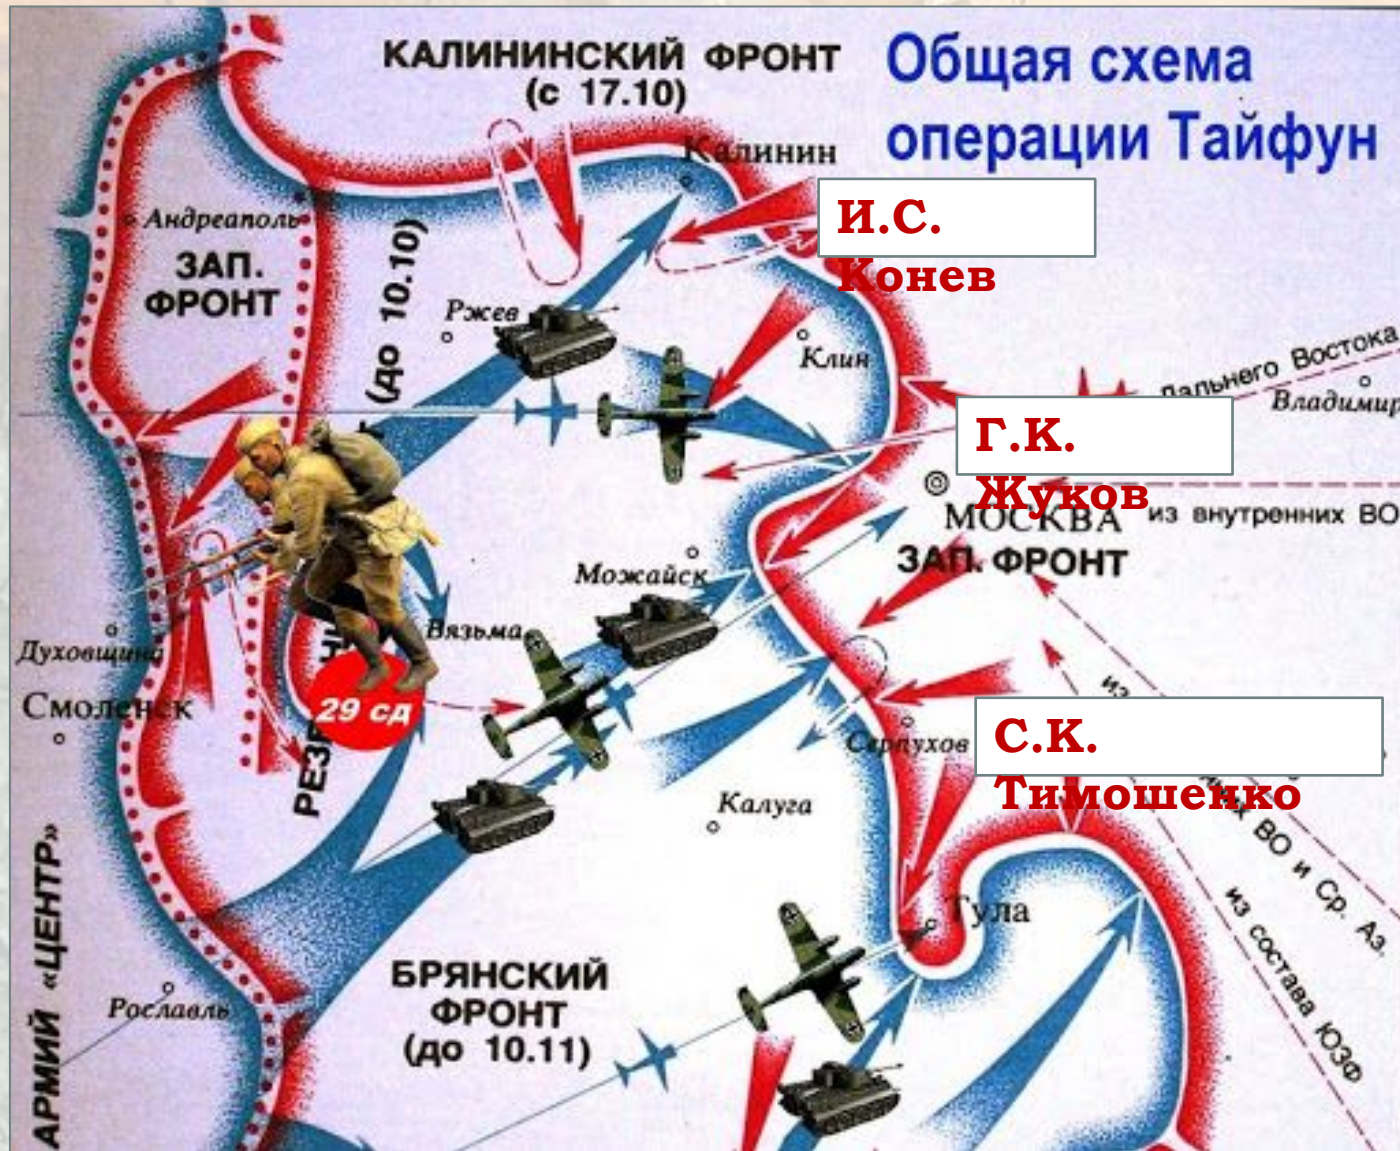 КАЛИНИНСКИЙ ФРОНТ
(с 17.10)
Общая схема
операции Тайфун
Калинин
И.С.
Конев
Андреаполь
ЗАП.
ФРОНТ
(до 10.10)
Ржев
Клин
Дальнего Востока
Владимир
Г.К.
Жуков
МОСКВА
из внутренних ВО
ЗАП. ФРОНТ
Можайск
Вязьма
Духовщина
Смоленск
29 сд
С.К.
Тимошенко
Серпухов
Калуга
ВО и Ср. Аз.
из состава ЮЗФ
Тула
БРЯНСКИЙ
ФРОНТ
(до 10.11)
Рославль
АРМИЙ «ЦЕНТР»